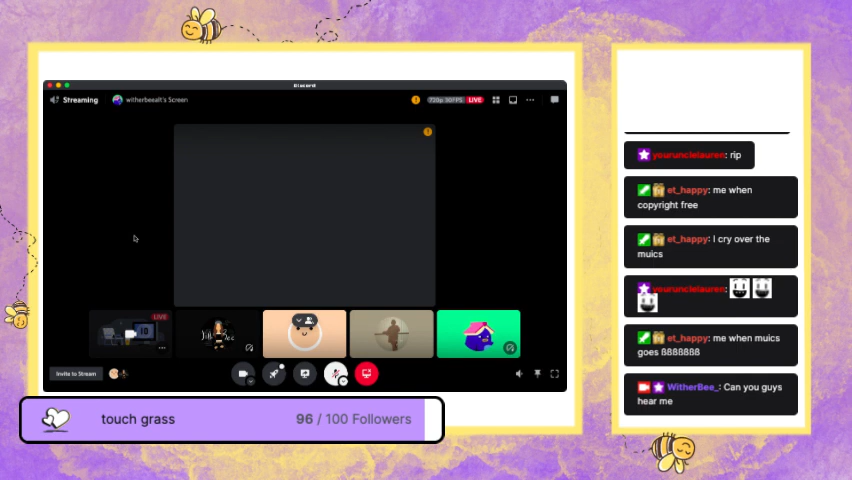 Discord
Streaming
witherbeealt's Screen
720p 30FPS LIVE
youruncielauren: rip
et_happy: me when
copyright free
et_happy: I cry over the
muics
youruncielauren:
et_happy: me when muics
goes 8888888
WitherBee_: Can you guys
hear me
LIVE
Invite to Stream
touch grass
96 / 100 Followers